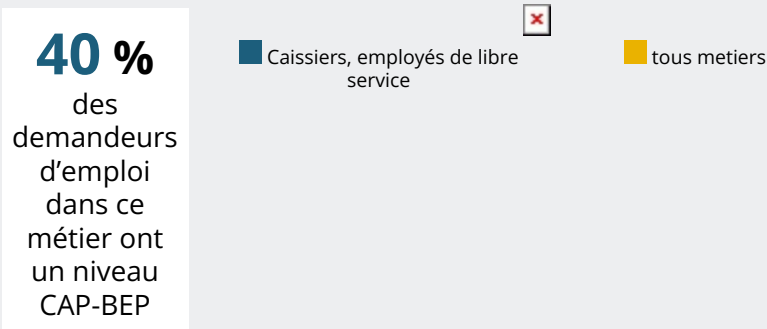 40 %
des
demandeurs
d’emploi
dans ce
métier ont
un niveau
CAP-BEP
Caissiers, employés de libre
service
tous metiers